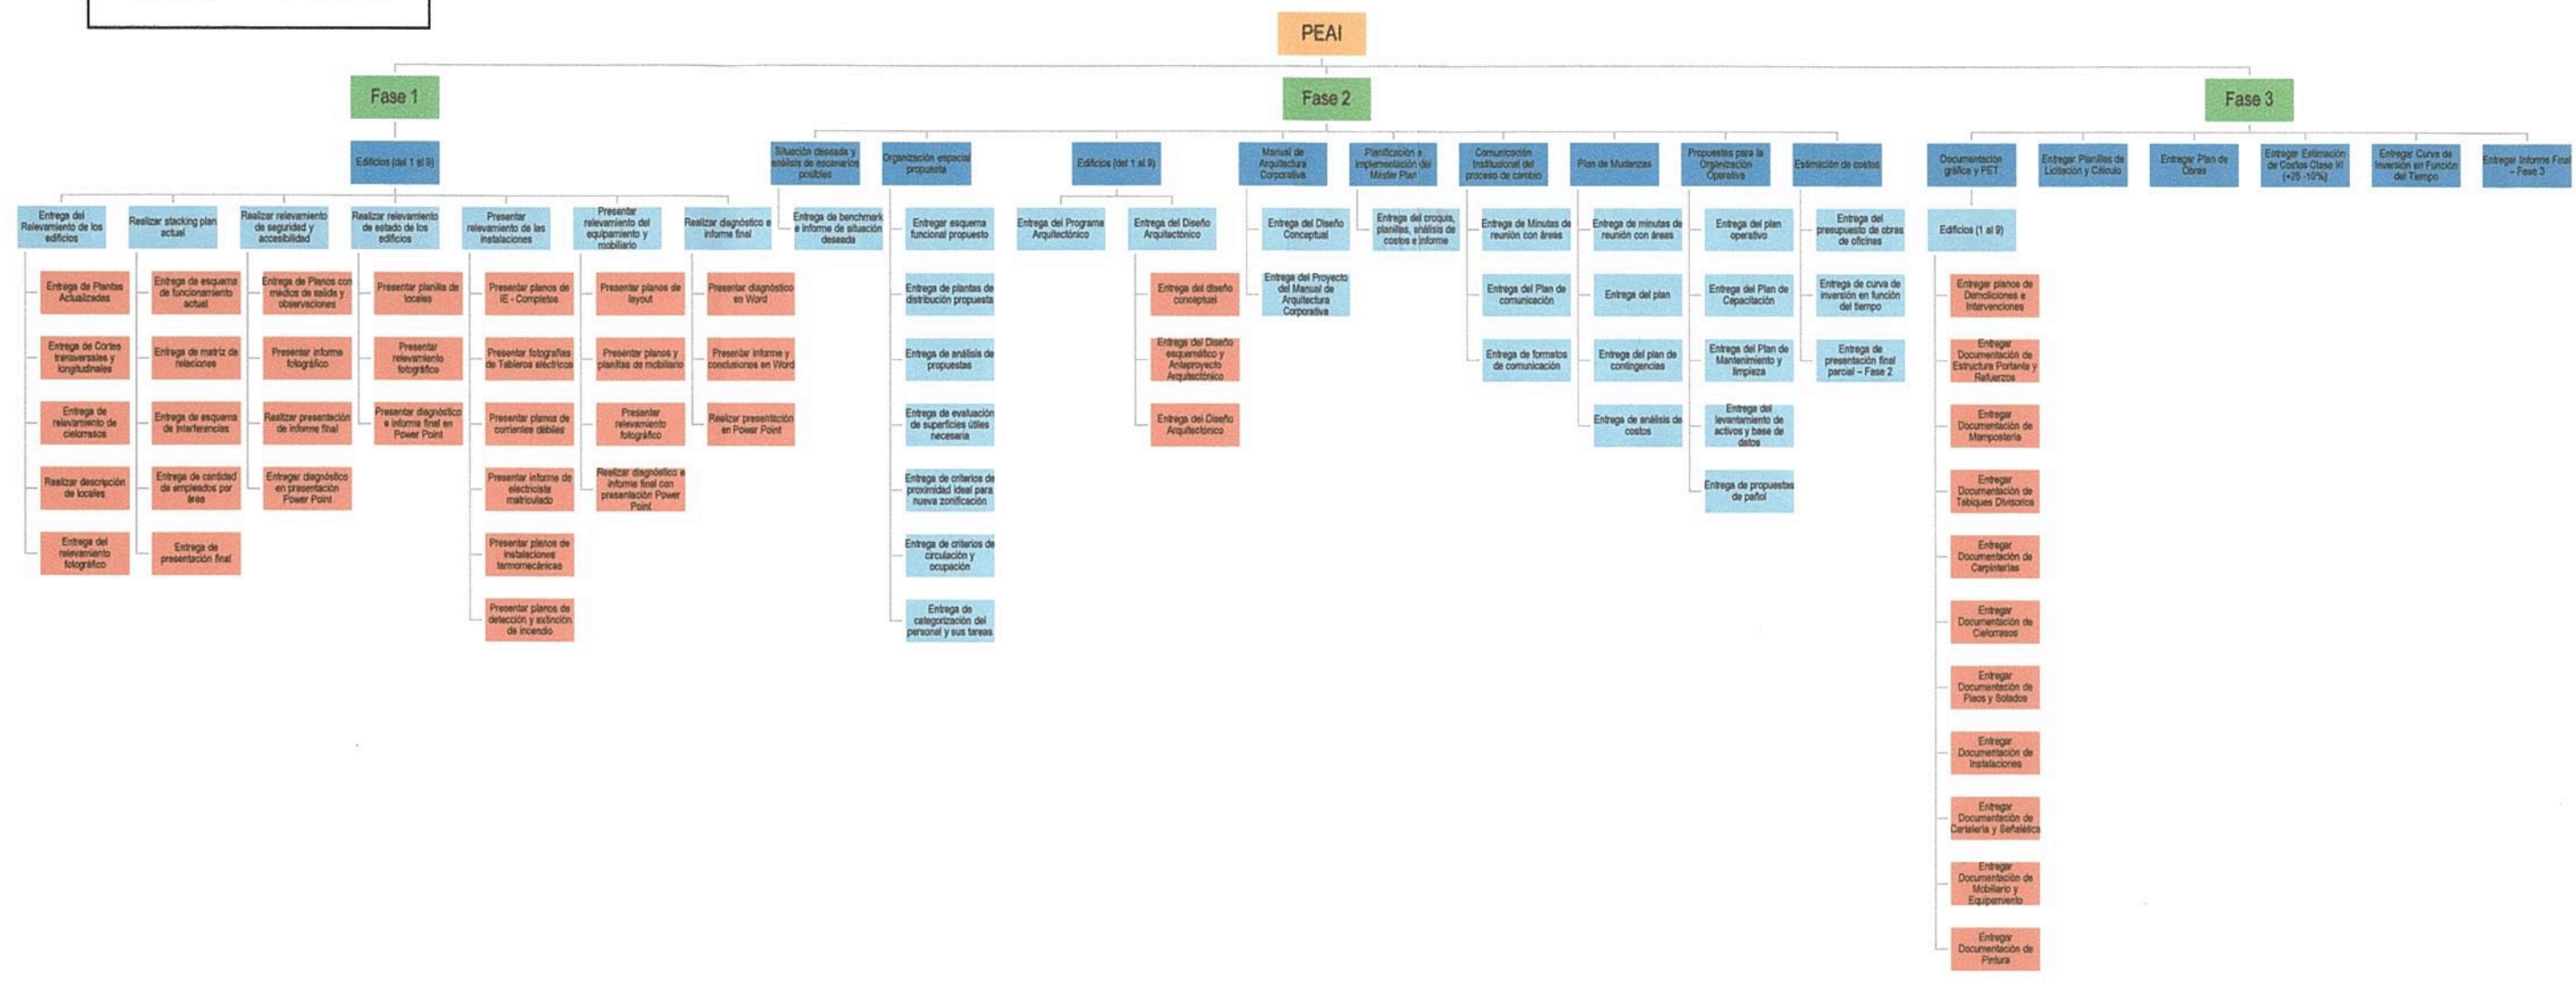 PEAI
Fase 1
Fase 2
Fase 3
Edificios (del 1 al 9)
Situación deseada y
análisis de escenarios
posibles
Organización espacial
propuesta
Edificios (del 1 al 9)
Manual de
Arquitectura
Corporativa
Planificación e
implementación del
Máster Plan
Comunicación
Institucional del
proceso de cambio
Plan de Mudanzas
Propuestas para la
Organización
Operativa
Estimación de costos
Documentación
gráfica y PET
Entregar Planillas de
Licitación y Cálculo
Entregar Plan de
Obras
Entregar Estimación
de Costos Clase
(+25 -10%)
Entregar Curva de
Inversión en Función
del Tiempo
Entregar Informe Final
– Fase 3
Entrega del
Relevamiento de los
edificios
Entrega de Plantas
Actualizadas
Entrega de Cortes
transversales y
longitudinales
Entrega de
relevamiento de
cielorrasos
Realizar descripción
de locales
Entrega del
relevamiento
fotográfico
Realizar stacking plan
actual
Entrega de esquema
de funcionamiento
actual
Entrega de matriz de
relaciones
Entrega de esquema
de interferencias
Entrega de cantidad
de empleados por
área
Entrega de
presentación final
Realizar relevamiento
de seguridad y
accesibilidad
Entrega de Planos con
medios de salida y
observaciones
Presentar informe
fotográfico
Realizar presentación
de informe final
Entregar diagnóstico
en presentación
Power Point
Realizar relevamiento
de estado de los
edificios
Presentar planilla de
locales
Presentar
relevamiento
fotográfico
Presentar diagnóstico
e informe final en
Power Point
Presentar
relevamiento de las
instalaciones
Presentar planos de
IE - Completos
Presentar fotografías
de Tableros eléctricos
Presentar planos de
corrientes débiles
Presentar informe de
electricista
matriculado
Presentar planos de
instalaciones
termomecánicas
Presentar planos de
detección y extinción
de incendio
Presentar
relevamiento del
equipamiento y
mobiliario
Presentar planos de
layout
Presentar planos y
planillas de mobiliario
Presentar
relevamiento
fotográfico
Realizar diagnóstico e
informe final con
presentación Power
Point
Realizar diagnóstico e
informe final
Presentar diagnóstico
en Word
Presentar informe y
conclusiones en Word
Realizar presentación
en Power Point
Entrega de benchmark
e informe de situación
deseada
Entregar esquema
funcional propuesto
Entrega de plantas de
distribución propuesta
Entrega de análisis de
propuestas
Entrega de evaluación
de superficies útiles
necesaria
Entrega de criterios de
proximidad ideal para
nueva zonificación
Entrega de criterios de
circulación y
ocupación
Entrega de
categorización del
personal y sus tareas
Entrega del Programa
Arquitectónico
Entrega del Diseño
Arquitectónico
Entrega del diseño
conceptual
Entrega del Diseño
esquemático y
Anteproyecto
Arquitectónico
Entrega del Diseño
Arquitectónico
Entrega del Diseño
Conceptual
Entrega del Proyecto
del Manual de
Arquitectura
Corporativa
Entrega del croquis,
planillas, análisis de
costos e informe
Entrega de Minutas de
reunión con áreas
Entrega del Plan de
comunicación
Entrega de formatos
de comunicación
Entrega de minutas de
reunión con áreas
Entrega del plan
Entrega del plan de
contingencias
Entrega de análisis de
costos
Entrega del plan
operativo
Entrega del Plan de
Capacitación
Entrega del Plan de
Mantenimiento y
limpieza
Entrega del
levantamiento de
activos y base de
datos
Entrega de propuestas
de pañol
Entrega del
presupuesto de obras
de oficinas
Entrega de curva de
inversión en función
del tiempo
Entrega de
presentación final
parcial – Fase 2
Edificios (1 al 9)
Entregar planos de
Demoliciones e
Intervenciones
Entregar
Documentación de
Estructura Portante y
Refuerzos
Entregar
Documentación de
Mampostería
Entregar
Documentación de
Tabiques Divisorios
Entregar
Documentación de
Carpinterías
Entregar
Documentación de
Cielorrasos
Entregar
Documentación de
Pisos y Solados
Entregar
Documentación de
Instalaciones
Entregar
Documentación de
Cartelería y Señalética
Entregar
Documentación de
Mobiliario y
Equipamiento
Entregar
Documentación de
Pintura